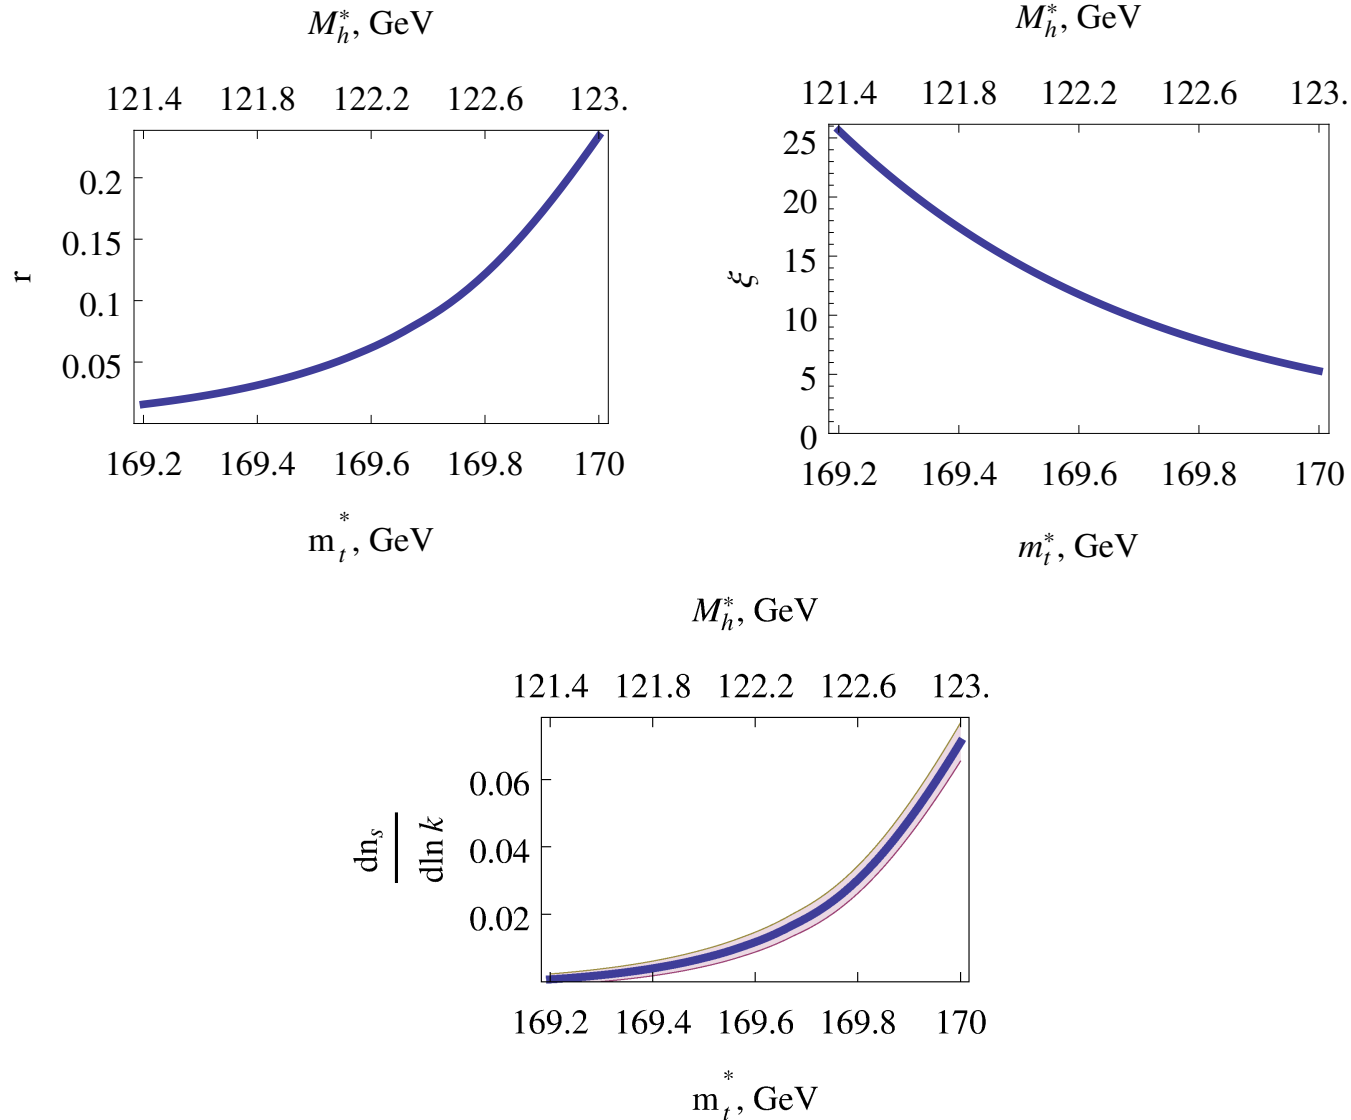 M*h, GeV
121.4 121.8 122.2 122.6 123.
0.2
0.15
0.1
0.05
r
169.2 169.4 169.6 169.8 170
m*t, GeV
M*h, GeV
121.4 121.8 122.2 122.6 123.
25
20
15
10
5
0
ξ
169.2 169.4 169.6 169.8 170
m*t, GeV
M*h, GeV
121.4 121.8 122.2 122.6 123.
0.06
0.04
0.02
dns
dln k
169.2 169.4 169.6 169.8 170
m*t, GeV